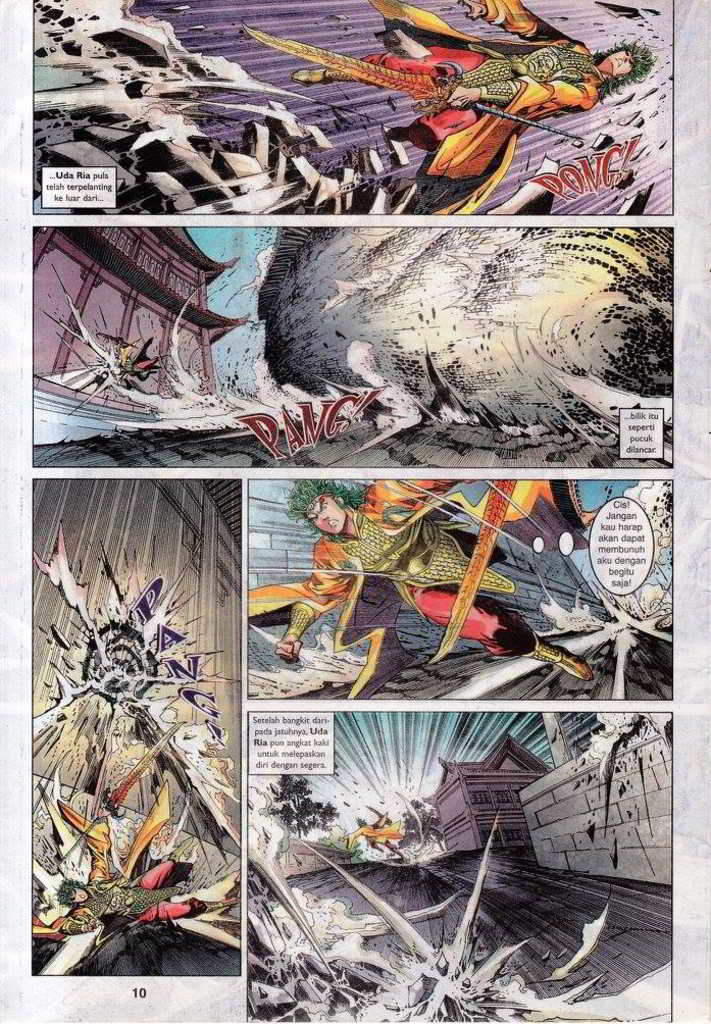 ...Uda Ria pula
telah terpelanting
ke luar dari...
PONG!
PANG!
...bilik itu
seperti
pucuk
dilancar.
PANG!
Cis!
Jangan
kau harap
akan dapat
membunuh
aku dengan
begitu
saja!
Setelah bangkit dari-
pada jatuhnya, Uda
Ria pun angkat kaki
untuk melepaskan
diri dengan segera.
10